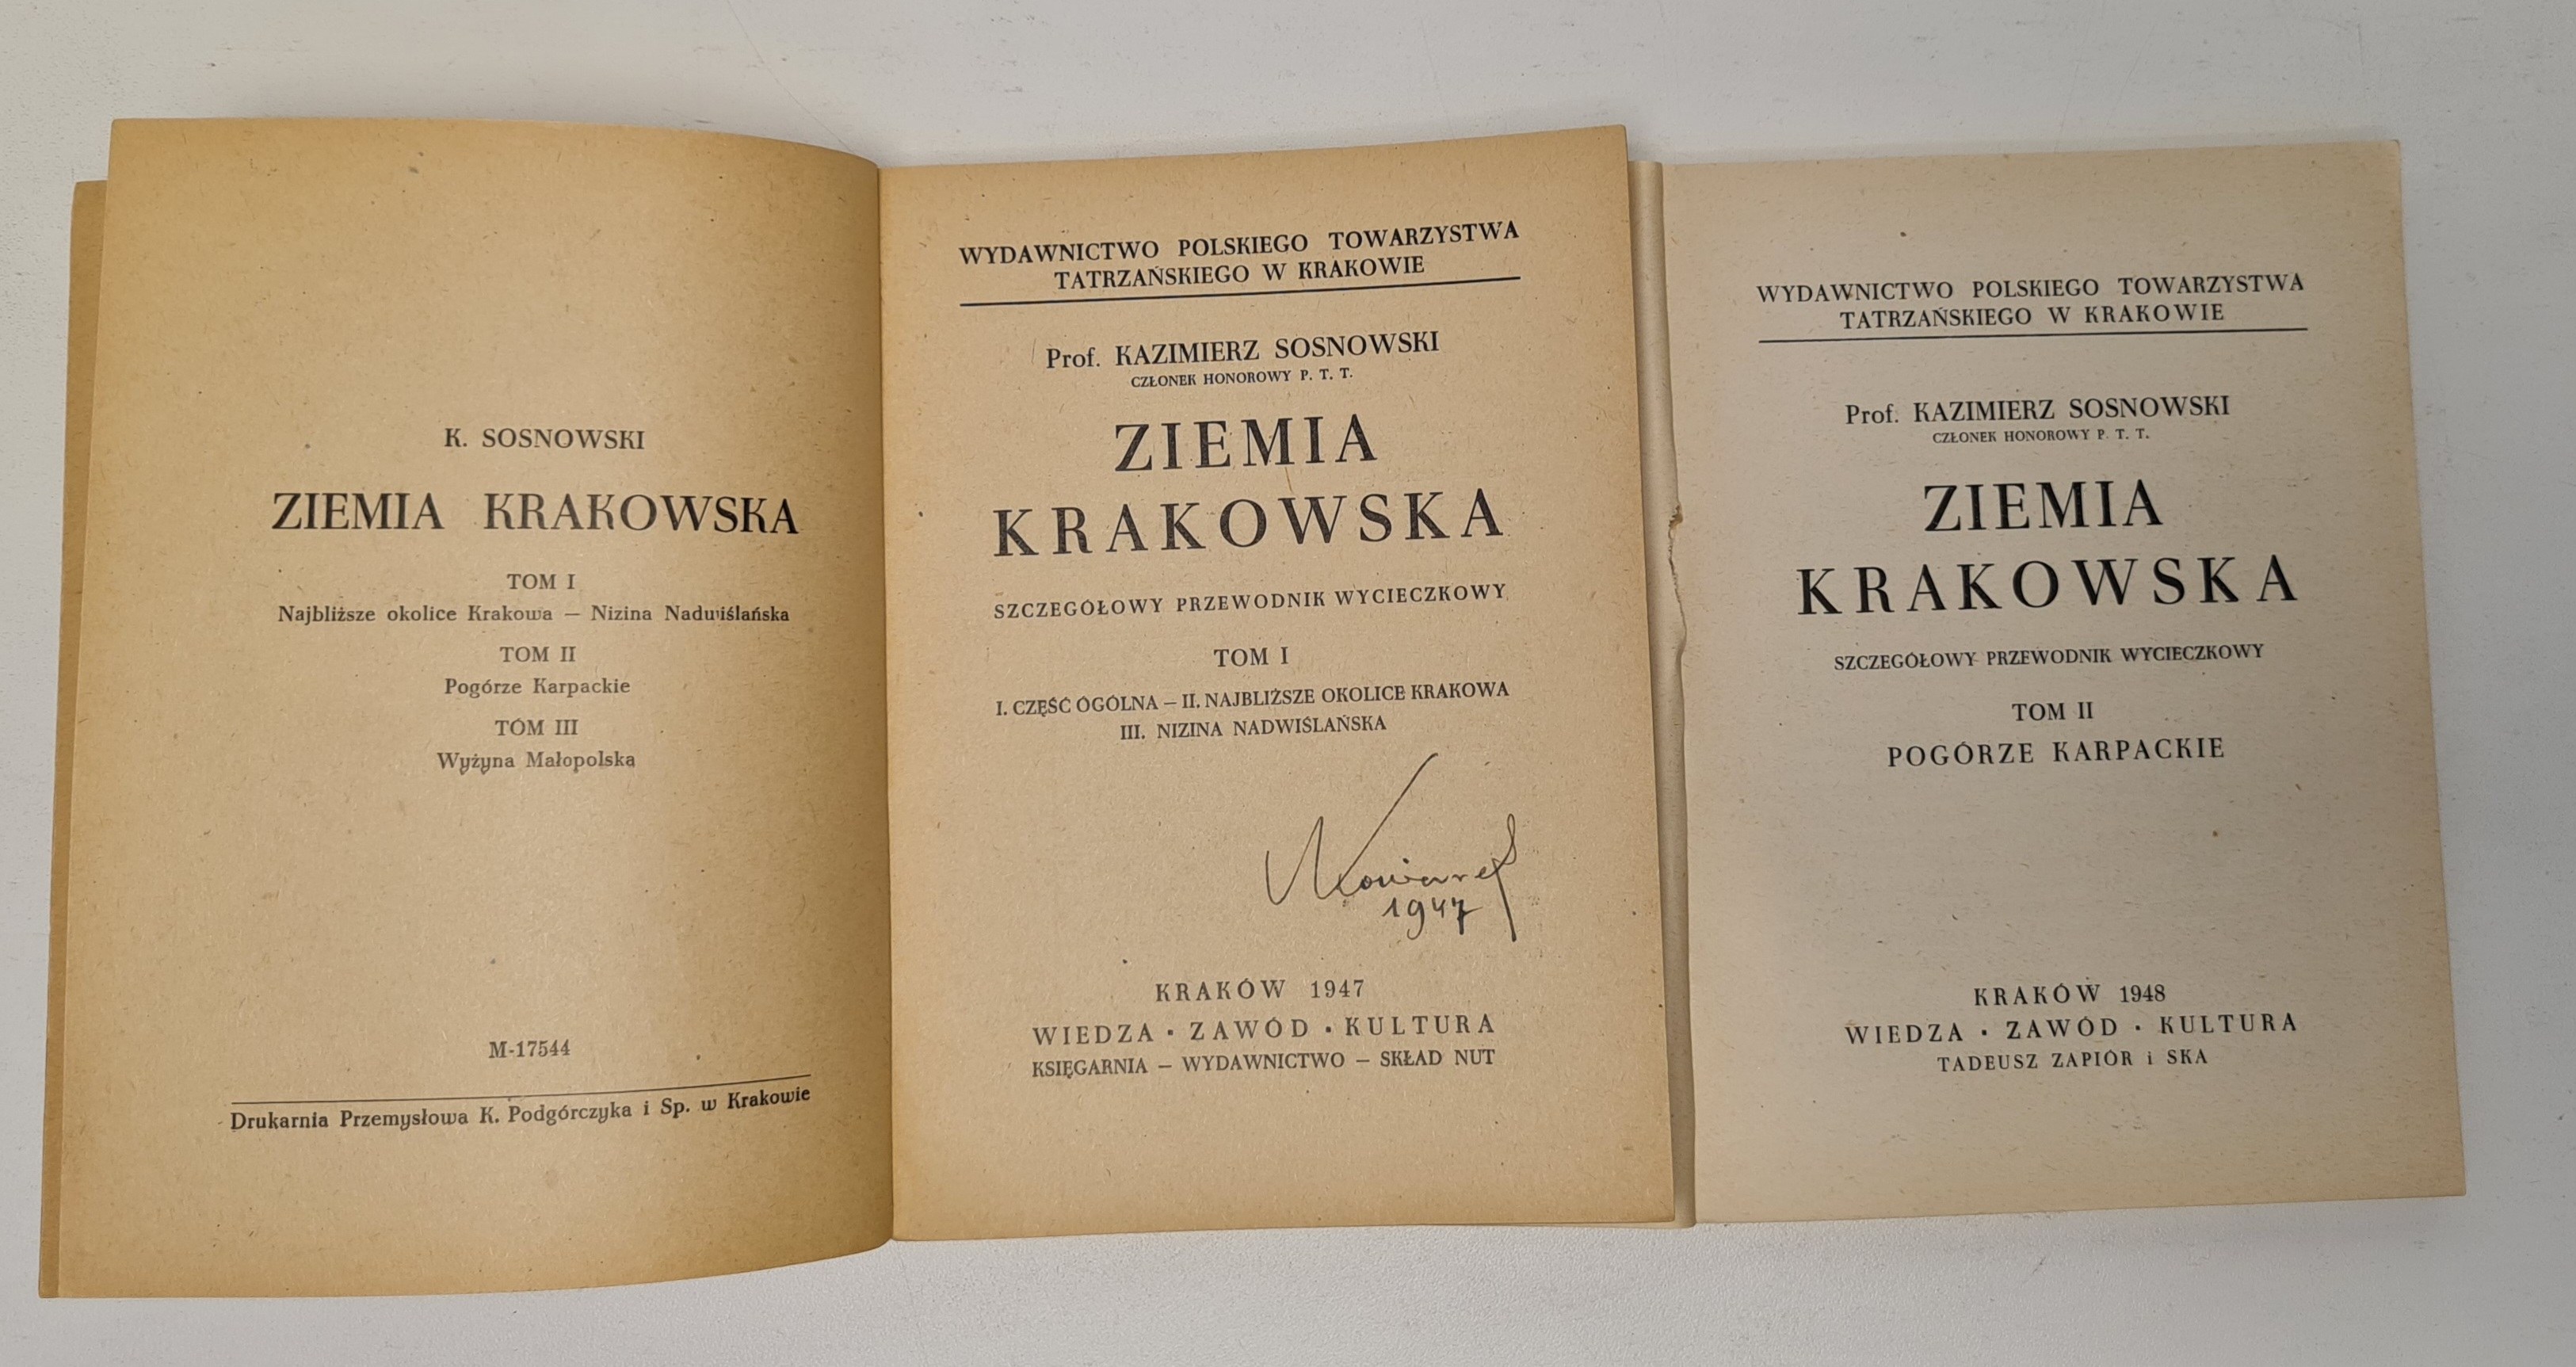 K. SOSNOWSKI
ZIEMIA KRAKOWSKA
TOM I
Najbliższe okolice Krakowa — Nizina Nadwiślańska
TOM II
Pogórze Karpackie
TOM III
Wyżyna Małopolska
M-17544
Drukarnia Przemysłowa K. Podgórczyka i Sp. w Krakowie
WYDAWNICTWO POLSKIEGO TOWARZYSTWA
TATRZAŃSKIEGO W KRAKOWIE
Prof. KAZIMIERZ SOSNOWSKI
CZŁONEK HONOROWY P. T. T.
ZIEMIA
KRAKOWSKA
SZCZEGÓŁOWY PRZEWODNIK WYCIECZKOWY
TOM I
I. CZĘŚĆ OGÓLNA — II. NAJBLIŻSZE OKOLICE KRAKOWA
III. NIZINA NADWIŚLAŃSKA
1947
KRAKÓW 1947
WIEDZA · ZAWÓD · KULTURA
KSIĘGARNIA — WYDAWNICTWO — SKŁAD NUT
WYDAWNICTWO POLSKIEGO TOWARZYSTWA
TATRZAŃSKIEGO W KRAKOWIE
Prof. KAZIMIERZ SOSNOWSKI
CZŁONEK HONOROWY P. T. T.
ZIEMIA
KRAKOWSKA
SZCZEGÓŁOWY PRZEWODNIK WYCIECZKOWY
TOM II
POGÓRZE KARPACKIE
KRAKÓW 1948
WIEDZA · ZAWÓD · KULTURA
TADEUSZ ZAPIÓR i SKA